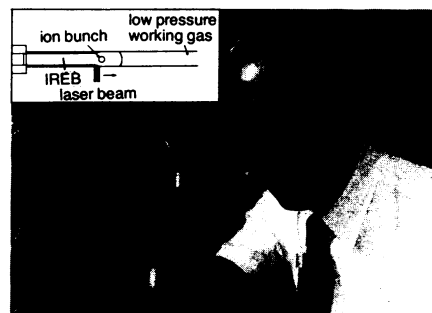 ion bunch
low pressure
working gas
IREB
laser beam